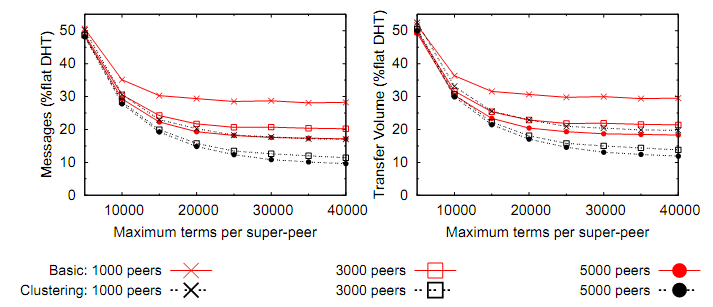 Messages (%flat DHT)
50
40
30
20
10
0
10000 20000 30000 40000
Maximum terms per super-peer
Transfer Volume (%flat DHT)
50
40
30
20
10
0
10000 20000 30000 40000
Maximum terms per super-peer
Basic: 1000 peers 3000 peers 5000 peers
Clustering: 1000 peers 3000 peers 5000 peers